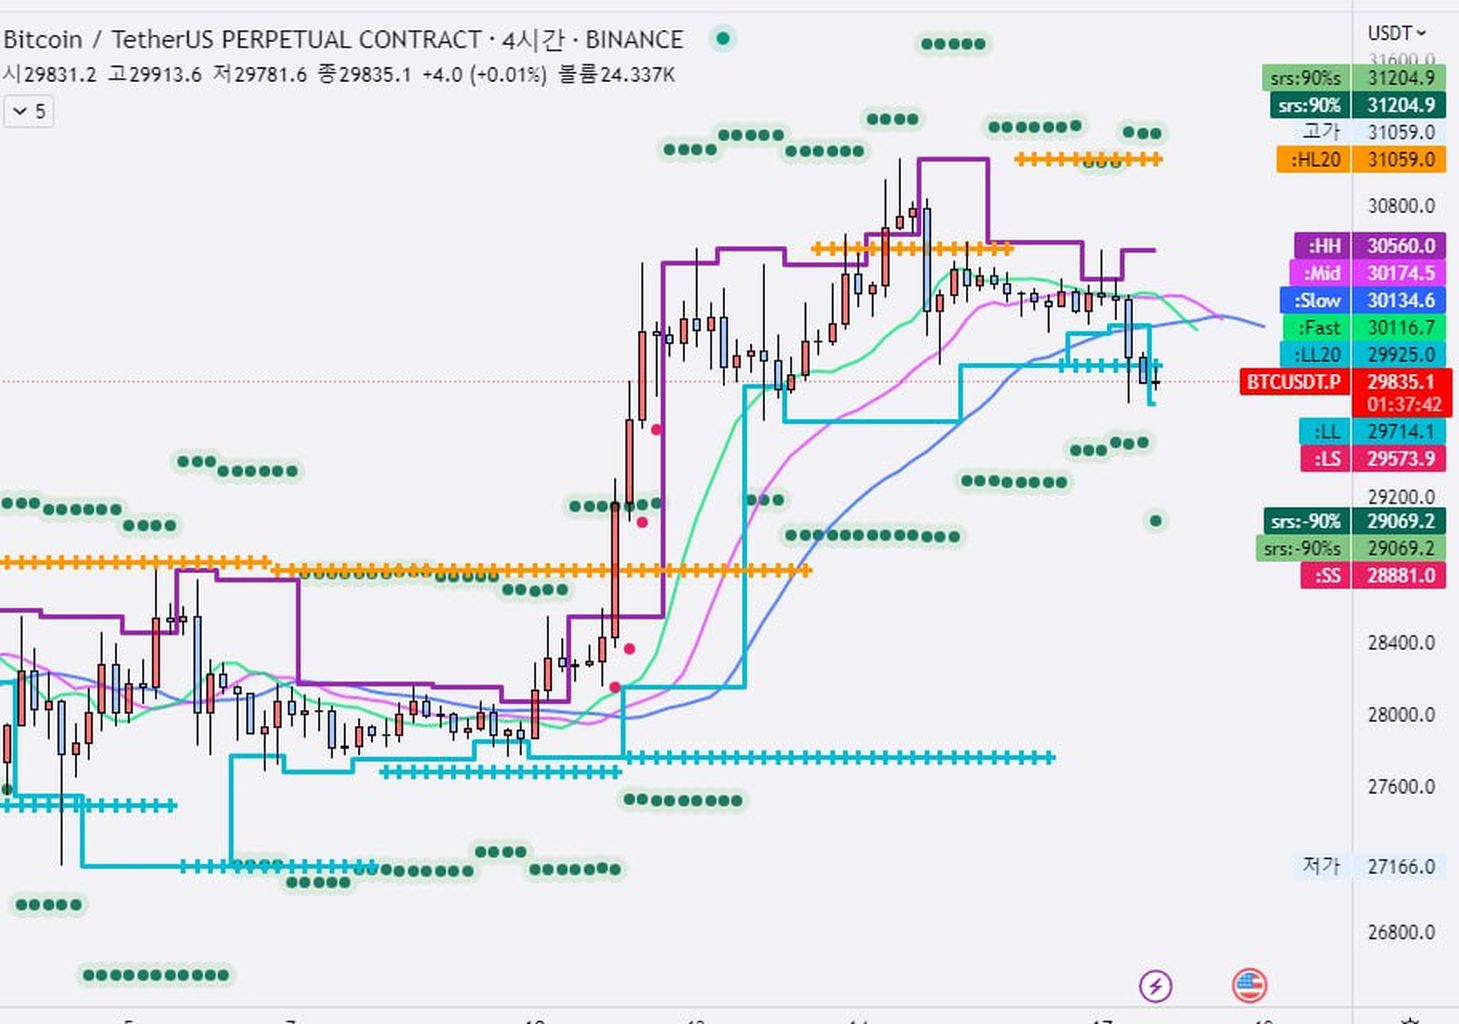 Bitcoin / TetherUS PERPETUAL CONTRACT · 4시간 · BINANCE
시29831.2 고29913.6 저29781.6 종29835.1 +4.0 (+0.01%) 볼륨24.337K
5
USDT
31600.0
srs:90%s 31204.9
srs:90% 31204.9
고가 31059.0
:HL20 31059.0
30800.0
:HH 30560.0
:Mid 30174.5
:Slow 30134.6
:Fast 30116.7
:LL20 29925.0
BTCUSDT.P 29835.1
01:37:42
:LL 29714.1
:LS 29573.9
29200.0
srs:-90% 29069.2
srs:-90%s 29069.2
:SS 28881.0
28400.0
28000.0
27600.0
저가 27166.0
26800.0